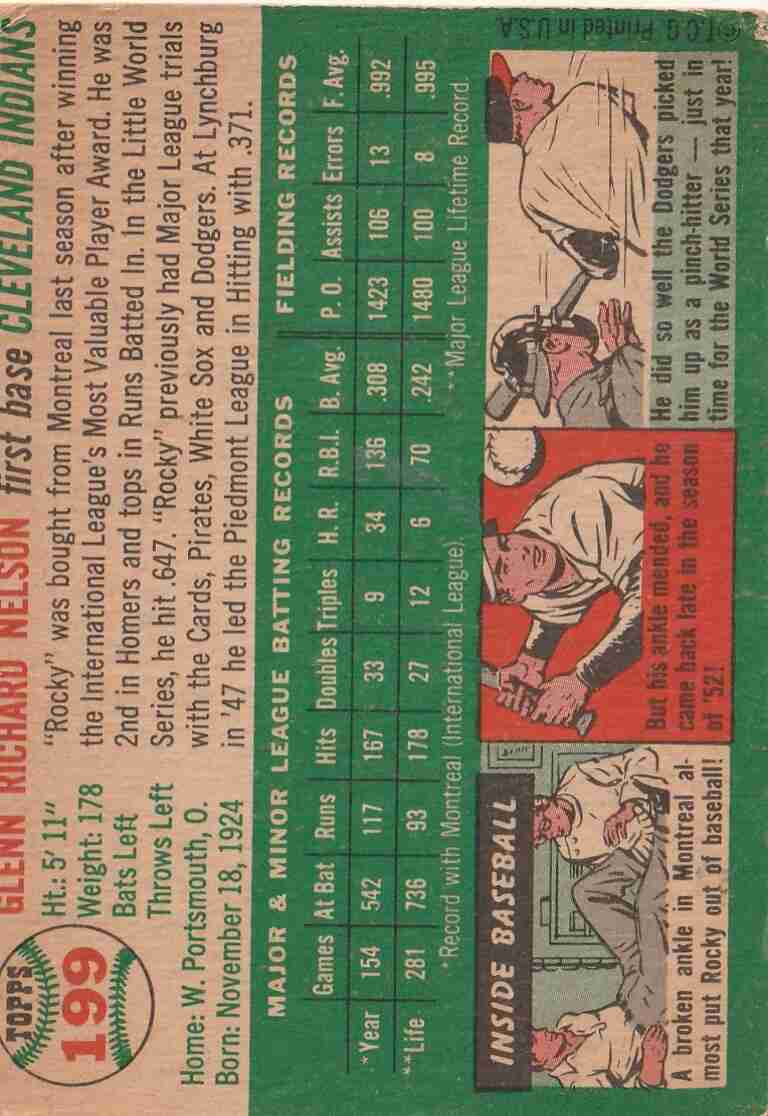 TOPPS
199
GLENN RICHARD NELSON first base CLEVELAND INDIANS
Ht.: 5' 11"
Weight: 178
Bats Left
Throws Left
Home: W. Portsmouth, O.
Born: November 18, 1924
"Rocky" was bought from Montreal last season after winning
the International League's Most Valuable Player Award. He was
2nd in Homers and tops in Runs Batted In. In the Little World
Series, he hit .647. "Rocky" previously had Major League trials
with the Cards, Pirates, White Sox and Dodgers. At Lynchburg
in '47 he led the Piedmont League in Hitting with .371.
MAJOR & MINOR LEAGUE BATTING RECORDS FIELDING RECORDS
Games At Bat Runs Hits Doubles Triples H. R. R.B.I. B. Avg. P. O. Assists Errors F. Avg.
*Year 154 542 117 167 33 9 34 136 .308 1423 106 13 .992
**Life 281 736 93 178 27 12 6 70 .242 1480 100 8 .995
*Record with Montreal (International League). **Major League Lifetime Record.
INSIDE BASEBALL
A broken ankle in Montreal al-
most put Rocky out of baseball!
But his ankle mended, and he
came back late in the season
of '52!
He did so well the Dodgers picked
him up as a pinch-hitter — just in
time for the World Series that year!
©T.C.G. Printed in U.S.A.